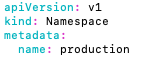 apiVersion: v1
kind: Namespace
metadata:
  name: production